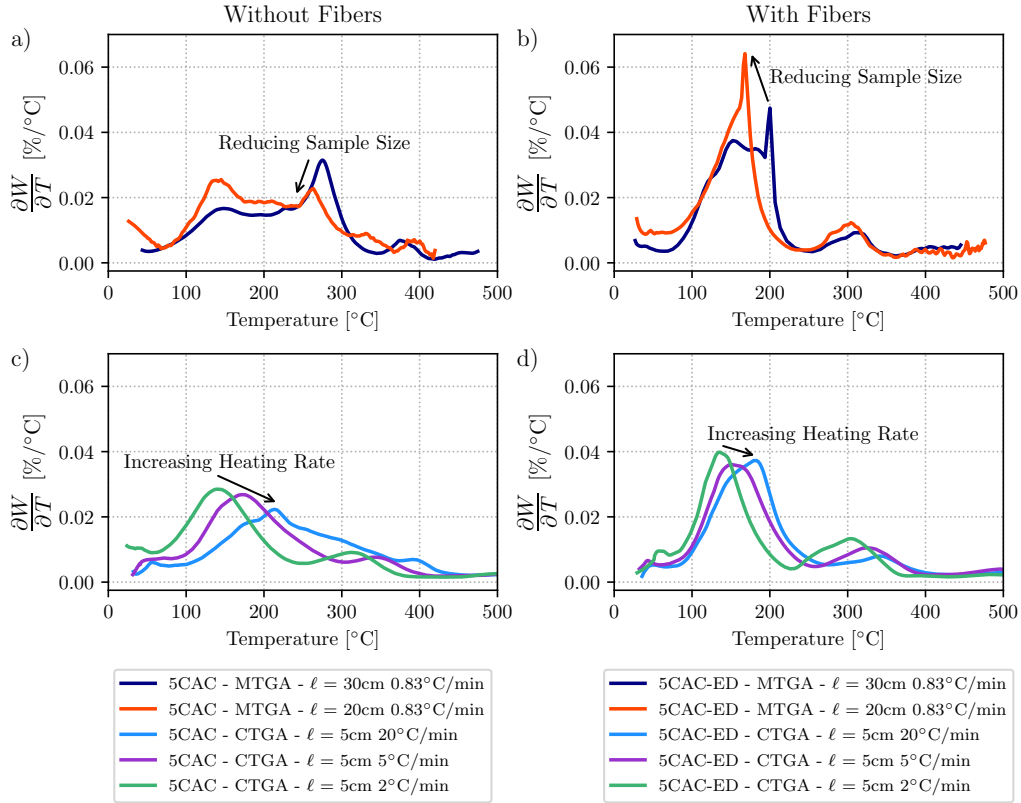 Without Fibers
With Fibers
a)
b)
0.06
0.04
0.02
0.00
∂W/∂T [%/°C]
Reducing Sample Size
0 100 200 300 400 500
Temperature [°C]
0.06
0.04
0.02
0.00
∂W/∂T [%/°C]
Reducing Sample Size
0 100 200 300 400 500
Temperature [°C]
c)
d)
0.06
0.04
0.02
0.00
∂W/∂T [%/°C]
Increasing Heating Rate
0 100 200 300 400 500
Temperature [°C]
0.06
0.04
0.02
0.00
∂W/∂T [%/°C]
Increasing Heating Rate
0 100 200 300 400 500
Temperature [°C]
5CAC - MTGA - ℓ = 30cm 0.83°C/min
5CAC - MTGA - ℓ = 20cm 0.83°C/min
5CAC - CTGA - ℓ = 5cm 20°C/min
5CAC - CTGA - ℓ = 5cm 5°C/min
5CAC - CTGA - ℓ = 5cm 2°C/min
5CAC-ED - MTGA - ℓ = 30cm 0.83°C/min
5CAC-ED - MTGA - ℓ = 20cm 0.83°C/min
5CAC-ED - CTGA - ℓ = 5cm 20°C/min
5CAC-ED - CTGA - ℓ = 5cm 5°C/min
5CAC-ED - CTGA - ℓ = 5cm 2°C/min